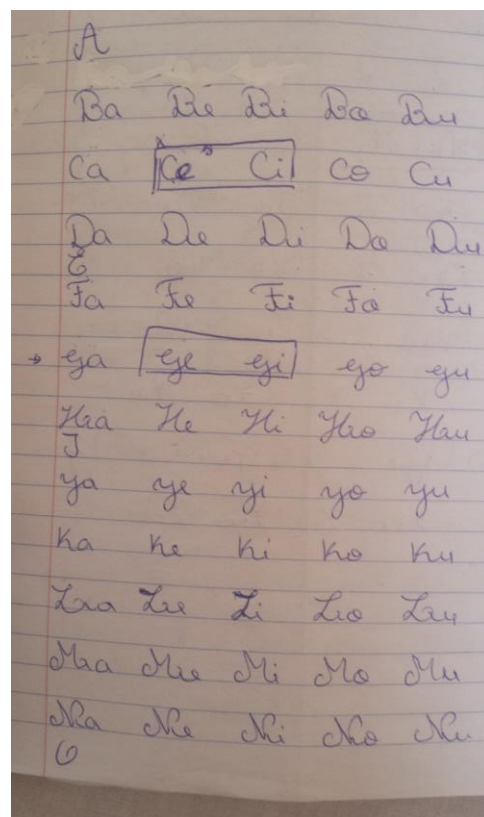 A
Ba Be Bi Bo Bu
Ca Ce Ci Co Cu
Da De Di Do Du
E
Fa Fe Fi Fo Fu
Ga Ge Gi Go Gu
Ha He Hi Ho Hu
I
Ya Ye Yi Yo Yu
Ka Ke Ki Ko Ku
La Le Li Lo Lu
Ma Me Mi Mo Mu
Na Ne Ni No Nu
O